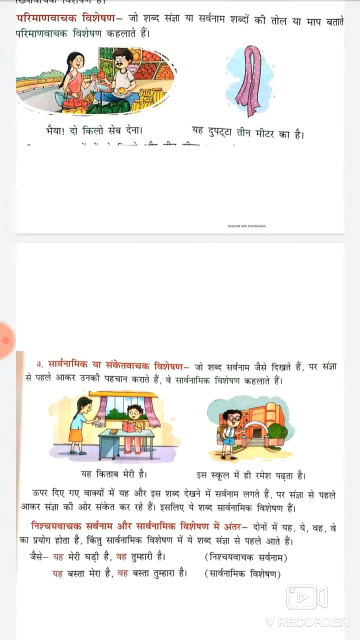 परिमाणवाचक विशेषण– जो शब्द संज्ञा या सर्वनाम शब्दों की तोल या माप बताते
परिमाणवाचक विशेषण कहलाते हैं।
भैया! दो किलो सेब देना।
यह दुपट्टा तीन मीटर का है।
4. सार्वनामिक या संकेतवाचक विशेषण– जो शब्द सर्वनाम जैसे दिखते हैं, पर संज्ञा
से पहले आकर उनकी पहचान कराते हैं, वे सार्वनामिक विशेषण कहलाते हैं।
यह किताब मेरी है।
इस स्कूल में ही रमेश पढ़ता है।
ऊपर दिए गए वाक्यों में यह और इस शब्द देखने में सर्वनाम लगते हैं, पर संज्ञा से पहले
आकर संज्ञा की ओर संकेत कर रहे हैं। इसलिए ये शब्द सार्वनामिक विशेषण हैं।
निश्चयवाचक सर्वनाम और सार्वनामिक विशेषण में अंतर– दोनों में यह, ये, वह, वे
का प्रयोग होता है, किंतु सार्वनामिक विशेषण में ये शब्द संज्ञा से पहले आते हैं।
जैसे– यह मेरी घड़ी है, वह तुम्हारी है। (निश्चयवाचक सर्वनाम)
यह बस्ता मेरा है, वह बस्ता तुम्हारा है। (सार्वनामिक विशेषण)
V RECORDER